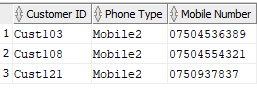 Customer ID Phone Type Mobile Number
1 Cust103 Mobile2 07504536389
2 Cust108 Mobile2 07504554321
3 Cust121 Mobile2 0750937837